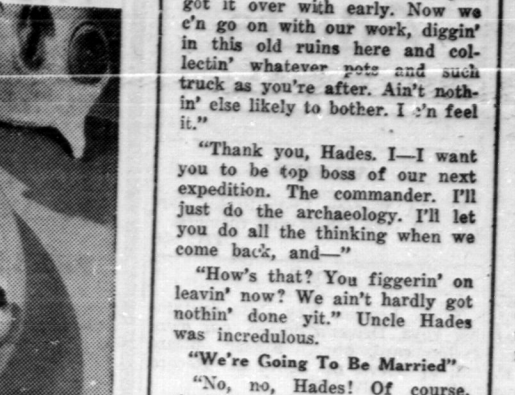 got it over with early. Now we
c'n go on with our work, diggin'
in this old ruins here and col-
lectin' whatever pots and such
truck as you're after. Ain't noth-
in' else likely to bother. I c'n feel
it."
"Thank you, Hades. I—I want
you to be top boss of our next
expedition. The commander. I'll
just do the archaeology. I'll let
you do all the thinking when we
come back, and—"
"How's that? You figgerin' on
leavin' now? We ain't hardly got
nothin' done yit." Uncle Hades
was incredulous.
"We're Going To Be Married"
"No, no, Hades! Of course,